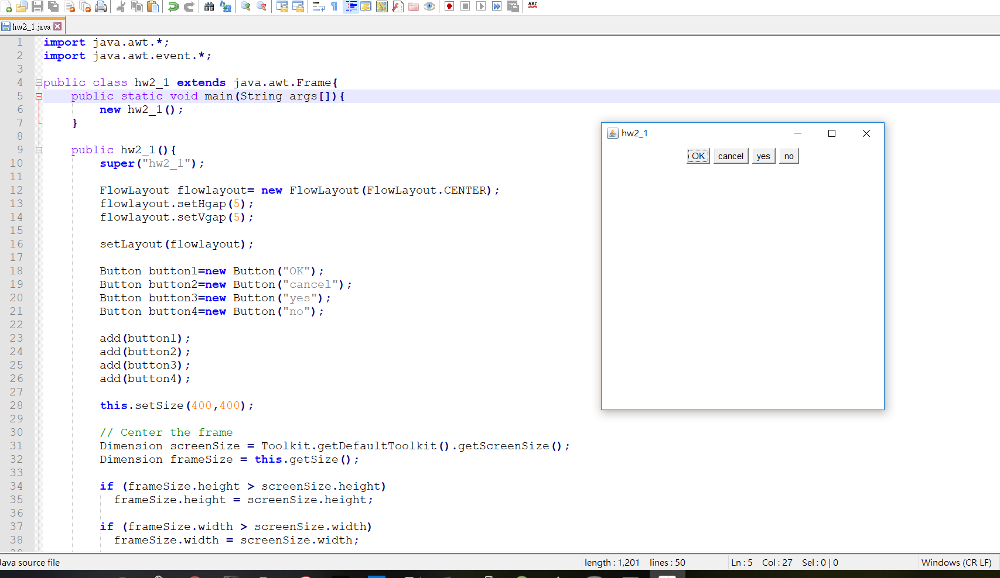 ABC
hw2_1.java
1 import java.awt.*;
2 import java.awt.event.*;
3
4 public class hw2_1 extends java.awt.Frame{
5     public static void main(String args[]){
6         new hw2_1();
7     }
8
9     public hw2_1(){
10         super("hw2_1");
11
12         FlowLayout flowlayout= new FlowLayout(FlowLayout.CENTER);
13         flowlayout.setHgap(5);
14         flowlayout.setVgap(5);
15
16         setLayout(flowlayout);
17
18         Button button1=new Button("OK");
19         Button button2=new Button("cancel");
20         Button button3=new Button("yes");
21         Button button4=new Button("no");
22
23         add(button1);
24         add(button2);
25         add(button3);
26         add(button4);
27
28         this.setSize(400,400);
29
30         // Center the frame
31         Dimension screenSize = Toolkit.getDefaultToolkit().getScreenSize();
32         Dimension frameSize = this.getSize();
33
34         if (frameSize.height > screenSize.height)
35           frameSize.height = screenSize.height;
36
37         if (frameSize.width > screenSize.width)
38           frameSize.width = screenSize.width;
hw2_1
OK cancel yes no
Java source file length : 1,201 lines : 50 Ln : 5 Col : 27 Sel : 0 | 0 Windows (CR LF)